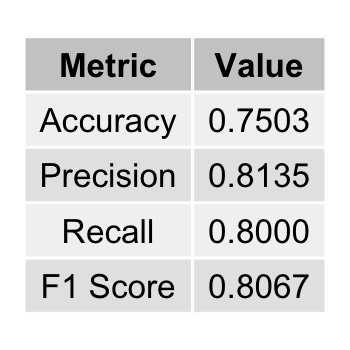 Metric Value
Accuracy 0.7503
Precision 0.8135
Recall 0.8000
F1 Score 0.8067